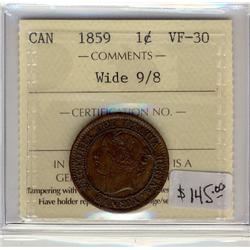 CAN 1859 1¢ VF-30
— COMMENTS —
Wide 9/8
— CERTIFICATION NO. —
IN IS A
GE
Tampering with
Have holder
$145.00